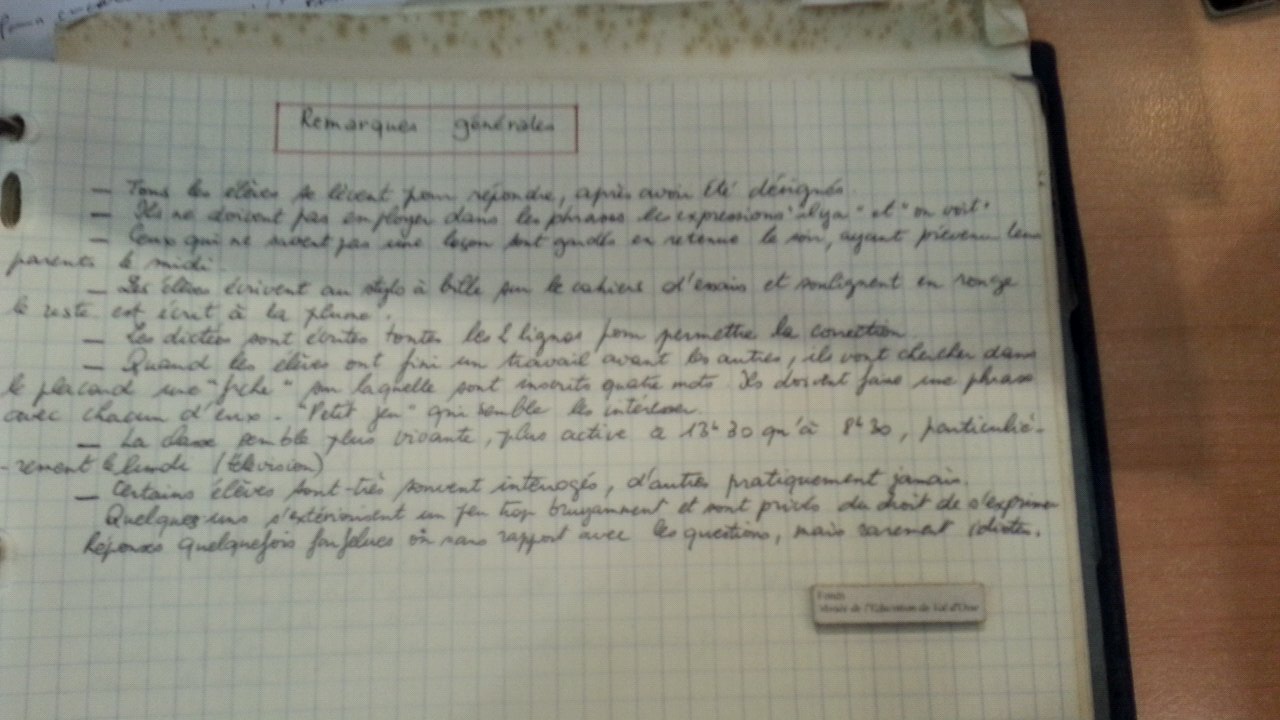 Remarques générales
— Tous les élèves se lèvent pour répondre, après avoir été désignés.
— Ils ne doivent pas employer dans les phrases les expressions "il y a" et "on voit"
— Ceux qui ne savent pas une leçon sont gardés en retenue le soir, ayant prévenu leurs
parents le midi
— Les élèves écrivent au stylo à bille sur le cahiers d'essais et soulignent en rouge
le reste est écrit à la plume.
— Les dictées sont écrites toutes les 2 lignes pour permettre la correction
— Quand les élèves ont fini un travail avant les autres, ils vont chercher dans
le placard une "fiche" sur laquelle sont inscrits quatre mots. Ils doivent faire une phrase
avec chacun d'eux. "Petit jeu" qui semble les intéresser.
— La classe semble plus vivante, plus active à 13h30 qu'à 8h30, particuliè-
-rement le lundi (télévision)
— Certains élèves sont très souvent interrogés, d'autres pratiquement jamais.
Quelques uns s'extériorisent un peu trop bruyamment et sont privés du droit de s'exprimer
Réponses quelquefois farfelues ou sans rapport avec les questions, mais rarement idiotes.
Fonds
Musée de l'Education de Val d'Oise